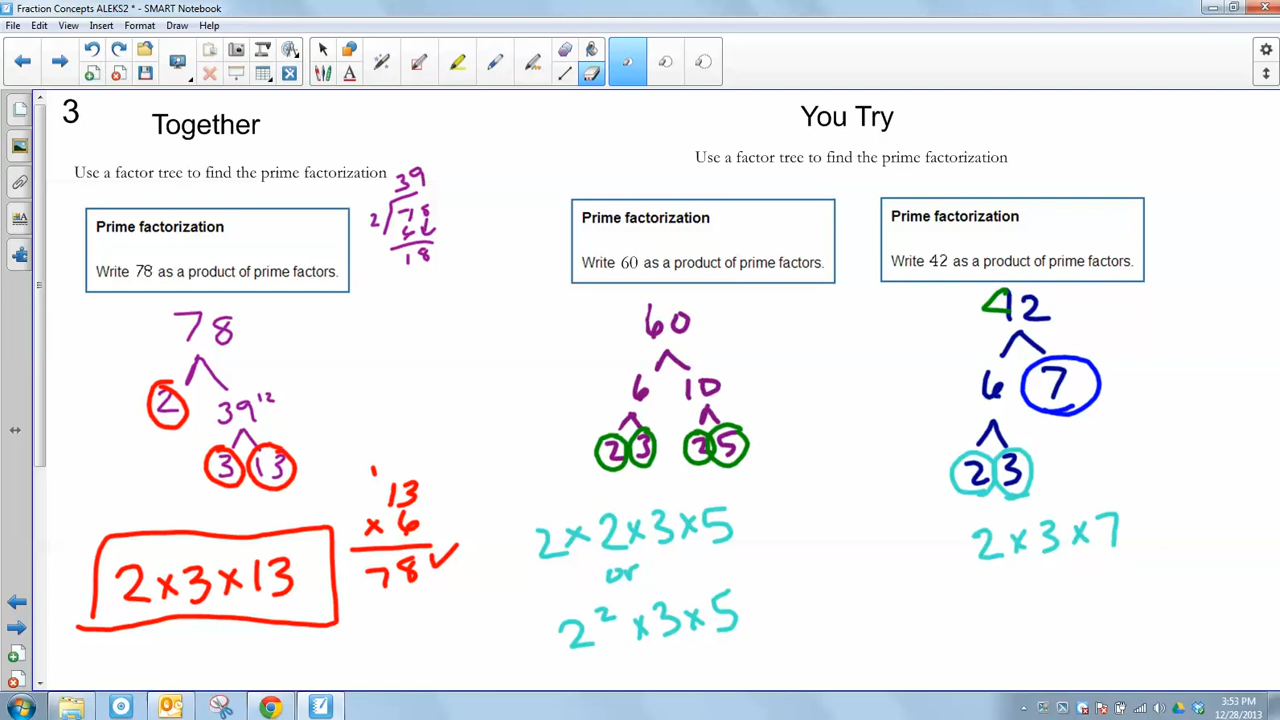 Fraction Concepts ALEKS2 * - SMART Notebook
File Edit View Insert Format Draw Help
3
Together
Use a factor tree to find the prime factorization
39
2 78
6
18
Prime factorization
Write 78 as a product of prime factors.
78
2 39 12
3 13
13
× 6
78 ✓
2 × 3 × 13
You Try
Use a factor tree to find the prime factorization
Prime factorization
Write 60 as a product of prime factors.
60
6 10
2 3 2 5
2 × 2 × 3 × 5
or
2² × 3 × 5
Prime factorization
Write 42 as a product of prime factors.
42
6 7
2 3
2 × 3 × 7
3:53 PM
12/28/2013